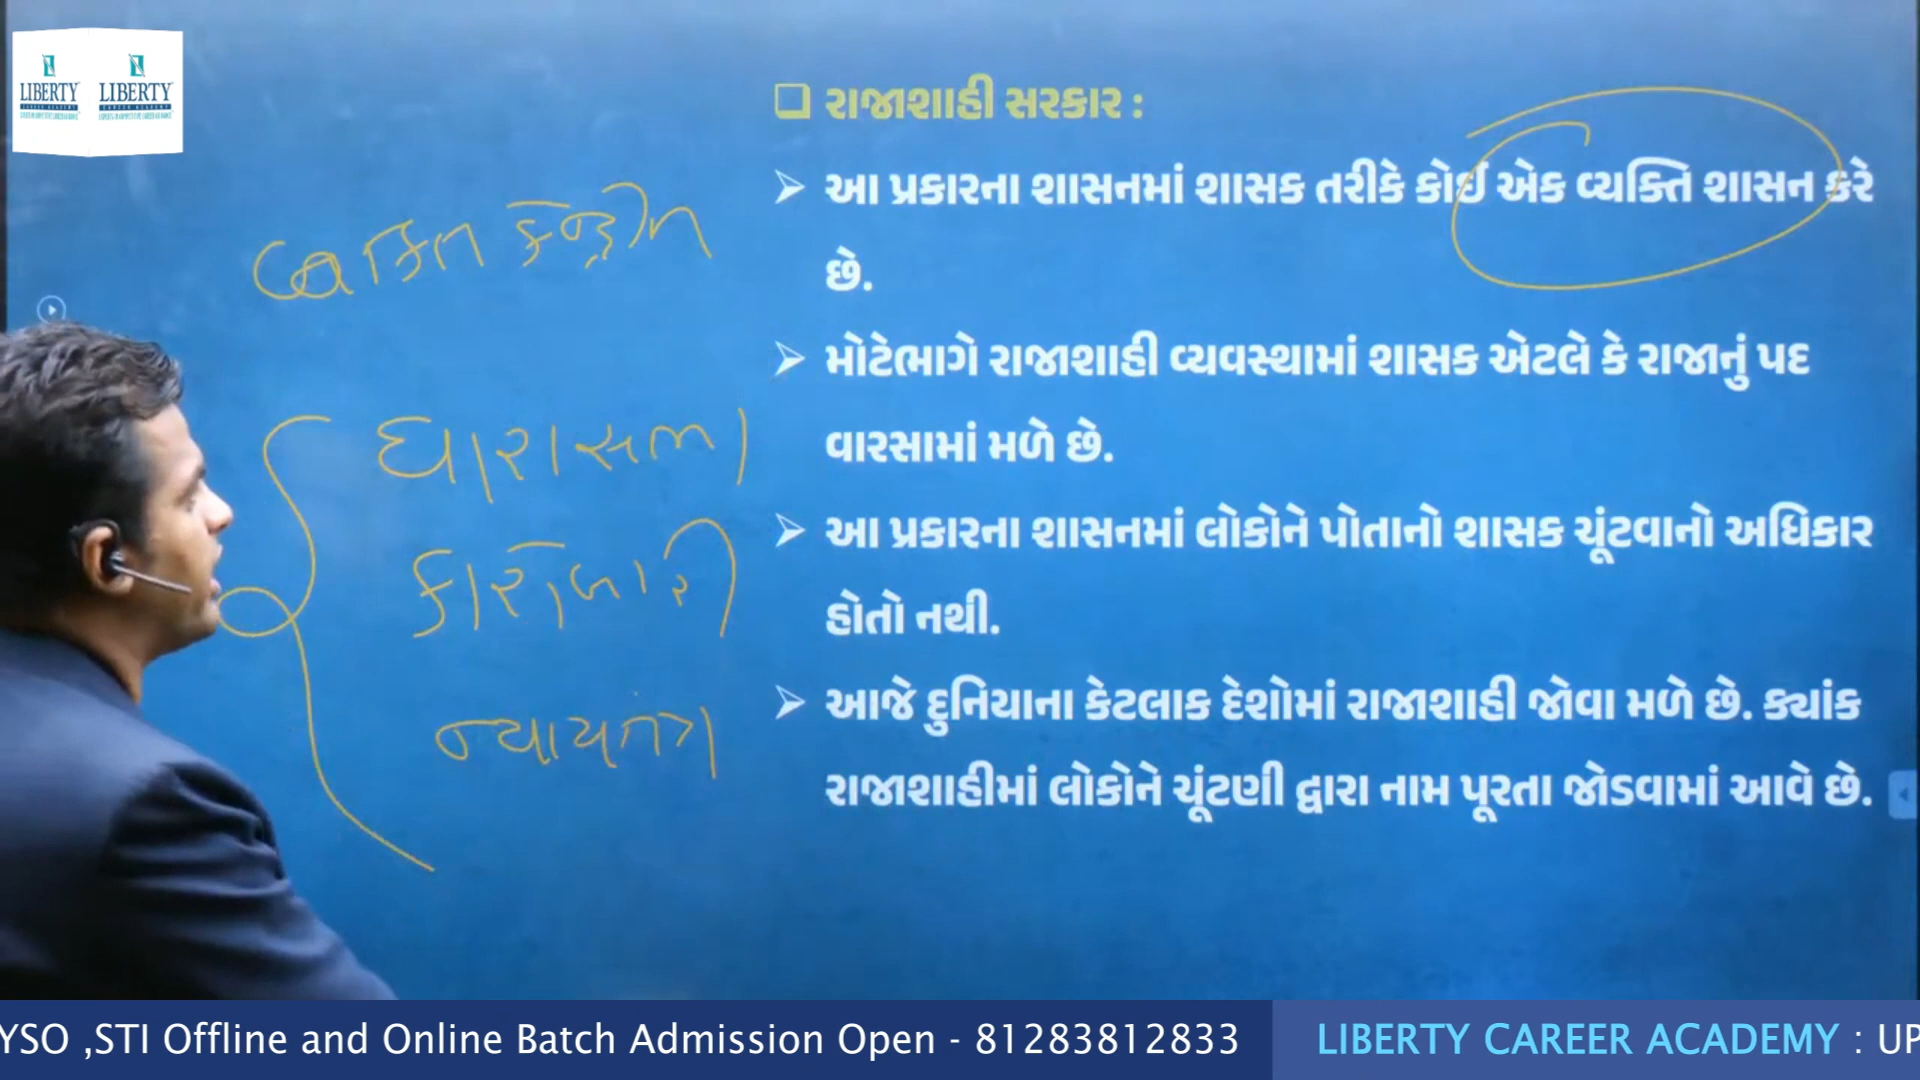 LIBERTY
LIBERTY
❑ રાજાશાહી સરકાર :
➢ આ પ્રકારના શાસનમાં શાસક તરીકે કોઈ એક વ્યક્તિ શાસન કરે
છે.
➢ મોટેભાગે રાજાશાહી વ્યવસ્થામાં શાસક એટલે કે રાજાનું પદ
વારસામાં મળે છે.
➢ આ પ્રકારના શાસનમાં લોકોને પોતાનો શાસક ચૂંટવાનો અધિકાર
હોતો નથી.
➢ આજે દુનિયાના કેટલાક દેશોમાં રાજાશાહી જોવા મળે છે. ક્યાંક
રાજાશાહીમાં લોકોને ચૂંટણી દ્વારા નામ પૂરતા જોડવામાં આવે છે.
વ્યક્તિ
ધારાસભા
કારોબારી
ન્યાયતંત્ર
YSO ,STI Offline and Online Batch Admission Open - 81283812833
LIBERTY CAREER ACADEMY : UP